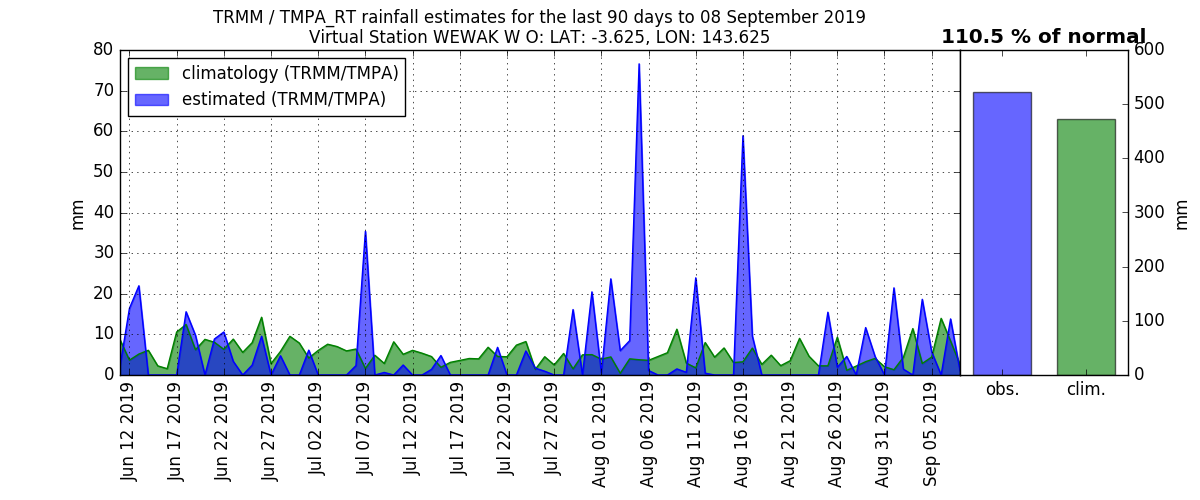 TRMM / TMPA_RT rainfall estimates for the last 90 days to 08 September 2019
Virtual Station WEWAK W O: LAT: -3.625, LON: 143.625
110.5 % of normal
climatology (TRMM/TMPA)
estimated (TRMM/TMPA)
80
70
60
50
40
30
20
10
0
mm
Jun 12 2019
Jun 17 2019
Jun 22 2019
Jun 27 2019
Jul 02 2019
Jul 07 2019
Jul 12 2019
Jul 17 2019
Jul 22 2019
Jul 27 2019
Aug 01 2019
Aug 06 2019
Aug 11 2019
Aug 16 2019
Aug 21 2019
Aug 26 2019
Aug 31 2019
Sep 05 2019
600
500
400
300
200
100
0
mm
obs.
clim.